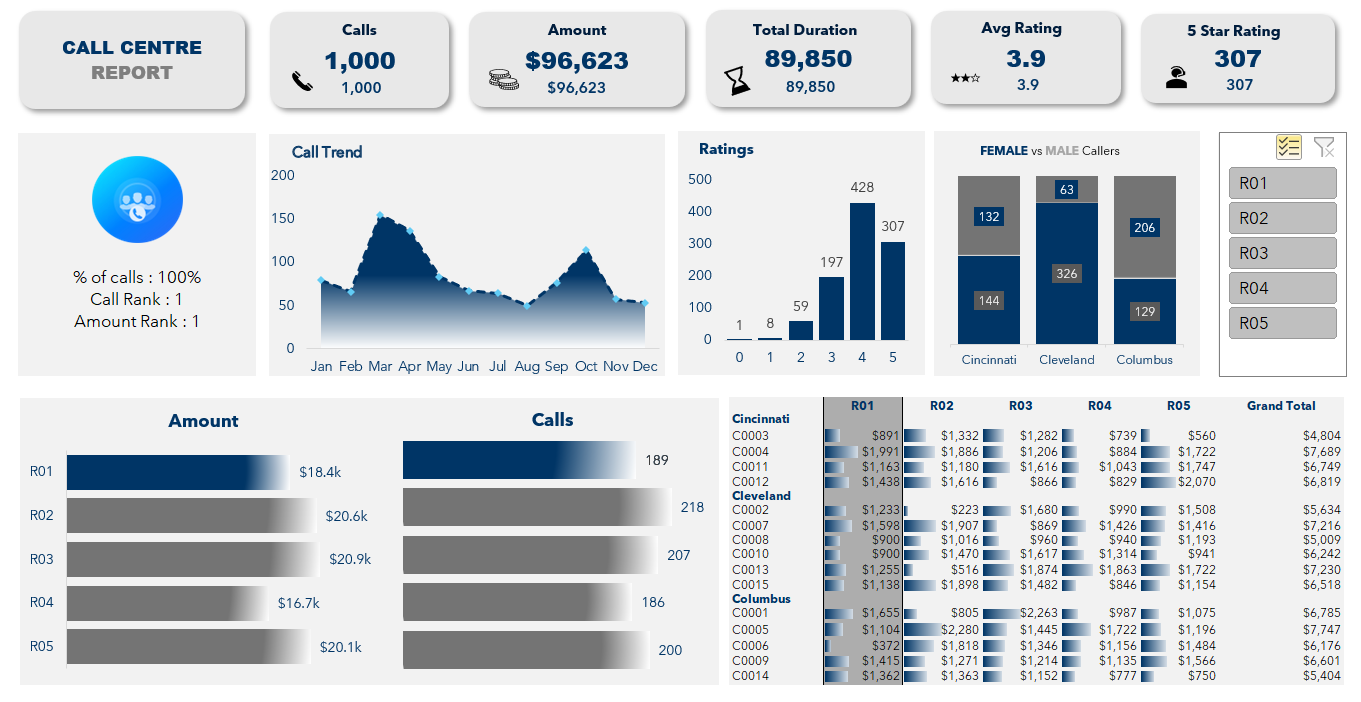 CALL CENTRE
REPORT
Calls
1,000
1,000
Amount
$96,623
$96,623
Total Duration
89,850
89,850
Avg Rating
3.9
3.9
5 Star Rating
307
307
% of calls : 100%
Call Rank : 1
Amount Rank : 1
Call Trend
200
150
100
50
0
Jan Feb Mar Apr May Jun Jul Aug Sep Oct Nov Dec
Ratings
500
400
300
200
100
0
1 8 59 197 428 307
0 1 2 3 4 5
FEMALE vs MALE Callers
132 63 206
144 326 129
Cincinnati Cleveland Columbus
R01
R02
R03
R04
R05
Amount
R01 $18.4k
R02 $20.6k
R03 $20.9k
R04 $16.7k
R05 $20.1k
Calls
189
218
207
186
200
R01 R02 R03 R04 R05 Grand Total
Cincinnati
C0003 $891 $1,332 $1,282 $739 $560 $4,804
C0004 $1,991 $1,886 $1,206 $884 $1,722 $7,689
C0011 $1,163 $1,180 $1,616 $1,043 $1,747 $6,749
C0012 $1,438 $1,616 $866 $829 $2,070 $6,819
Cleveland
C0002 $1,233 $223 $1,680 $990 $1,508 $5,634
C0007 $1,598 $1,907 $869 $1,426 $1,416 $7,216
C0008 $900 $1,016 $960 $940 $1,193 $5,009
C0010 $900 $1,470 $1,617 $1,314 $941 $6,242
C0013 $1,255 $516 $1,874 $1,863 $1,722 $7,230
C0015 $1,138 $1,898 $1,482 $846 $1,154 $6,518
Columbus
C0001 $1,655 $805 $2,263 $987 $1,075 $6,785
C0005 $1,104 $2,280 $1,445 $1,722 $1,196 $7,747
C0006 $372 $1,818 $1,346 $1,156 $1,484 $6,176
C0009 $1,415 $1,271 $1,214 $1,135 $1,566 $6,601
C0014 $1,362 $1,363 $1,152 $777 $750 $5,404